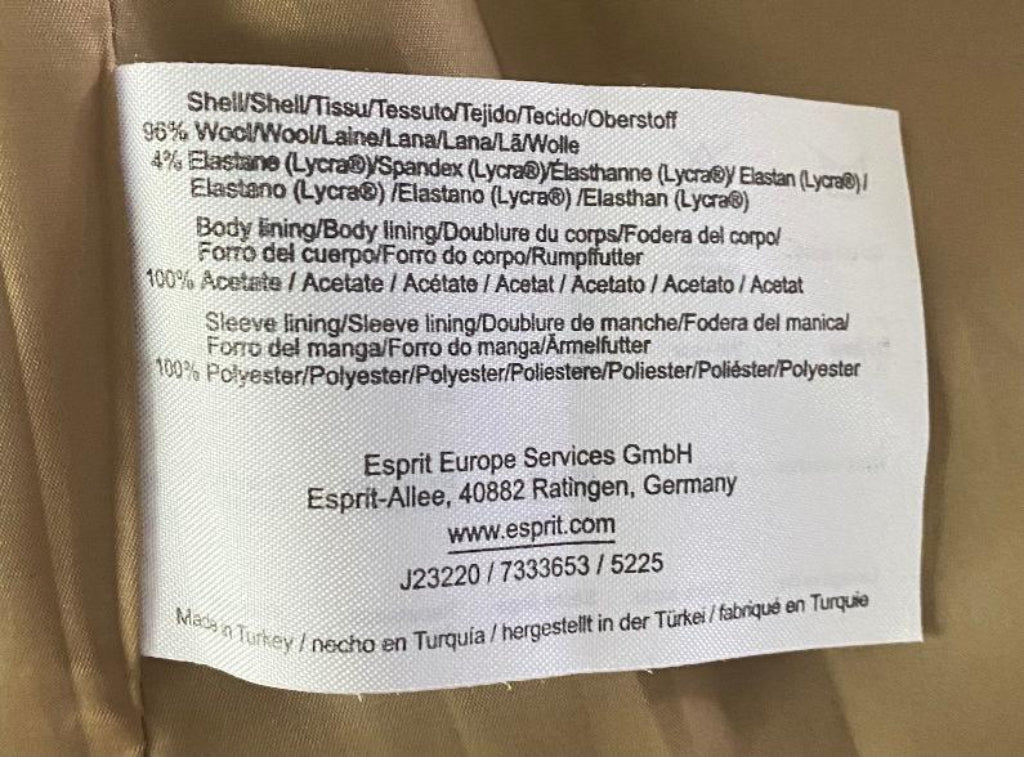 Shell/Shell/Tissu/Tessuto/Tejido/Tecido/Oberstoff
96% Wool/Wool/Laine/Lana/Lana/Lã/Wolle
4% Elastane (Lycra®)/Spandex (Lycra®)/Élasthanne (Lycra®)/ Elastan (Lycra®) /
Elastano (Lycra®) /Elastano (Lycra®) /Elasthan (Lycra®)
Body lining/Body lining/Doublure du corps/Fodera del corpo/
Forro del cuerpo/Forro do corpo/Rumpffutter
100% Acetate / Acetate / Acétate / Acetat / Acetato / Acetato / Acetat
Sleeve lining/Sleeve lining/Doublure de manche/Fodera del manica/
Forro del manga/Forro do manga/Ärmelfutter
100% Polyester/Polyester/Polyester/Poliestere/Poliester/Poliéster/Polyester
Esprit Europe Services GmbH
Esprit-Allee, 40882 Ratingen, Germany
www.esprit.com
J23220 / 7333653 / 5225
Made in Turkey / hecho en Turquía / hergestellt in der Türkei / fabriqué en Turquie